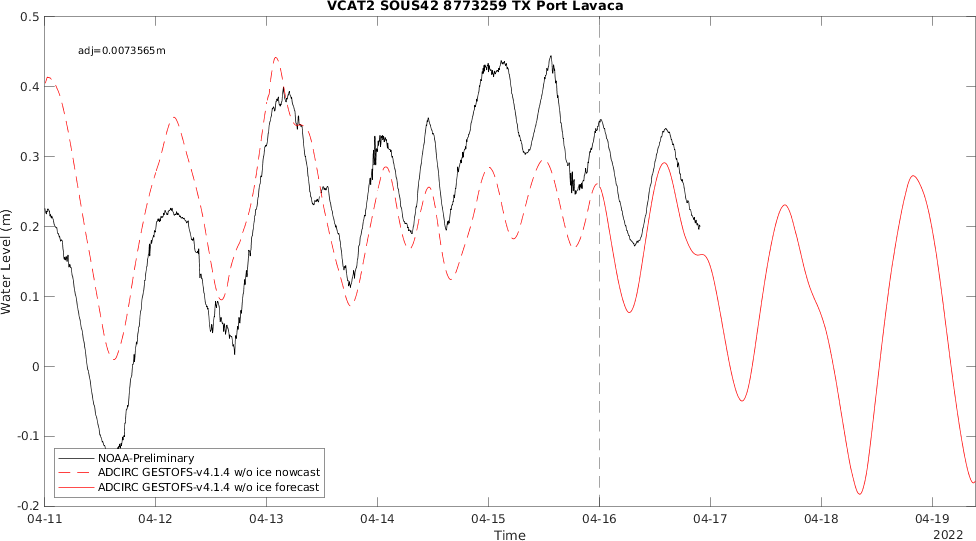 VCAT2 SOUS42 8773259 TX Port Lavaca
adj=0.0073565m
0.5
0.4
0.3
0.2
0.1
0
-0.1
-0.2
Water Level (m)
NOAA-Preliminary
ADCIRC GESTOFS-v4.1.4 w/o ice nowcast
ADCIRC GESTOFS-v4.1.4 w/o ice forecast
04-11 04-12 04-13 04-14 04-15 04-16 04-17 04-18 04-19
Time
2022